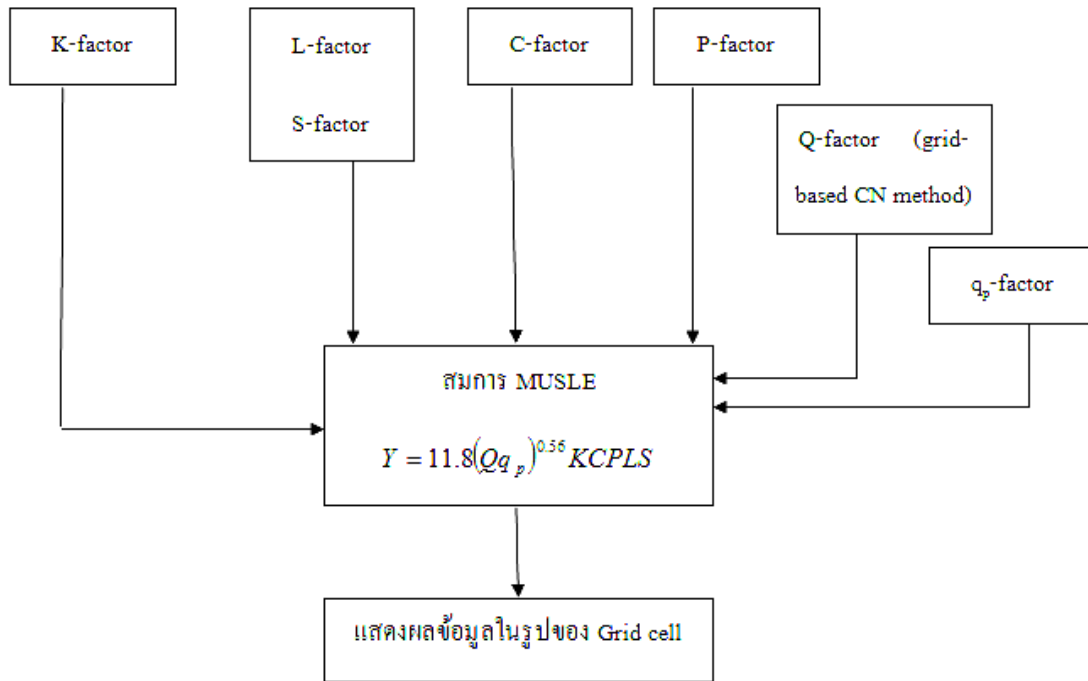 K-factor
L-factor
S-factor
C-factor
P-factor
Q-factor (grid-
based CN method)
qp-factor
สมการ MUSLE
Y = 11.8(Qq p)^0.56 KCPLS
แสดงผลข้อมูลในรูปของ Grid cell